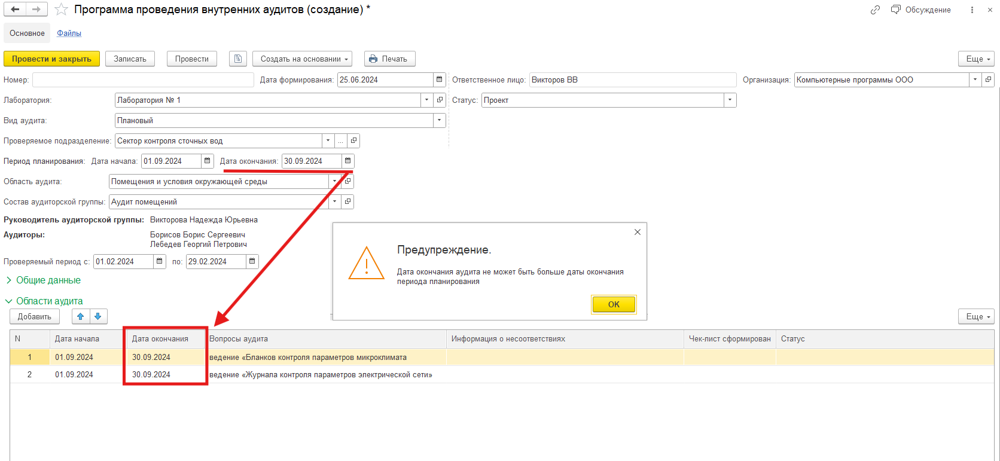 Программа проведения внутренних аудитов (создание) *
Обсуждение
Основное Файлы
Провести и закрыть Записать Провести Создать на основании Печать Еще
Номер: Дата формирования: 25.06.2024 Ответственное лицо: Викторов ВВ Организация: Компьютерные программы ООО
Лаборатория: Лаборатория № 1 Статус: Проект
Вид аудита: Плановый
Проверяемое подразделение: Сектор контроля сточных вод ...
Период планирования: Дата начала: 01.09.2024 Дата окончания: 30.09.2024
Область аудита: Помещения и условия окружающей среды
Состав аудиторской группы: Аудит помещений
Руководитель аудиторской группы: Викторова Надежда Юрьевна
Аудиторы: Борисов Борис Сергеевич
Лебедев Георгий Петрович
Проверяемый период с: 01.02.2024 по: 29.02.2024
Общие данные
Области аудита
Добавить Еще
N Дата начала Дата окончания Вопросы аудита Информация о несоответствиях Чек-лист сформирован Статус
1 01.09.2024 30.09.2024 ведение «Бланков контроля параметров микроклимата
2 01.09.2024 30.09.2024 ведение «Журнала контроля параметров электрической сети»
Предупреждение.
Дата окончания аудита не может быть больше даты окончания
периода планирования
ОК